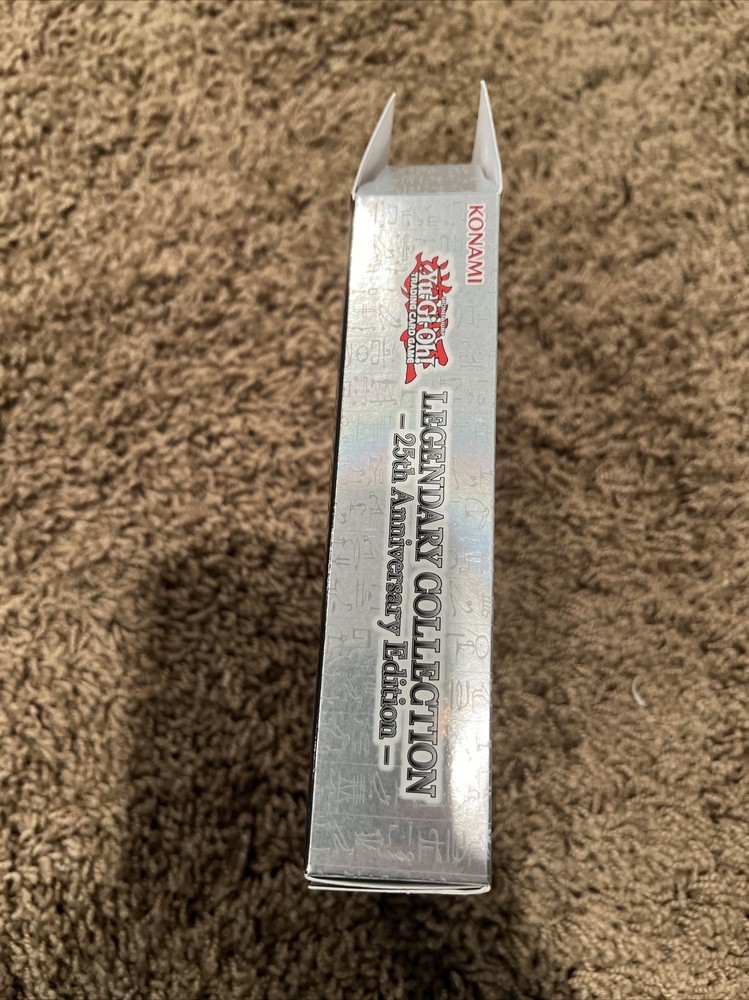 KONAMI
Yu-Gi-Oh!
TRADING CARD GAME
LEGENDARY COLLECTION
– 25th Anniversary Edition –